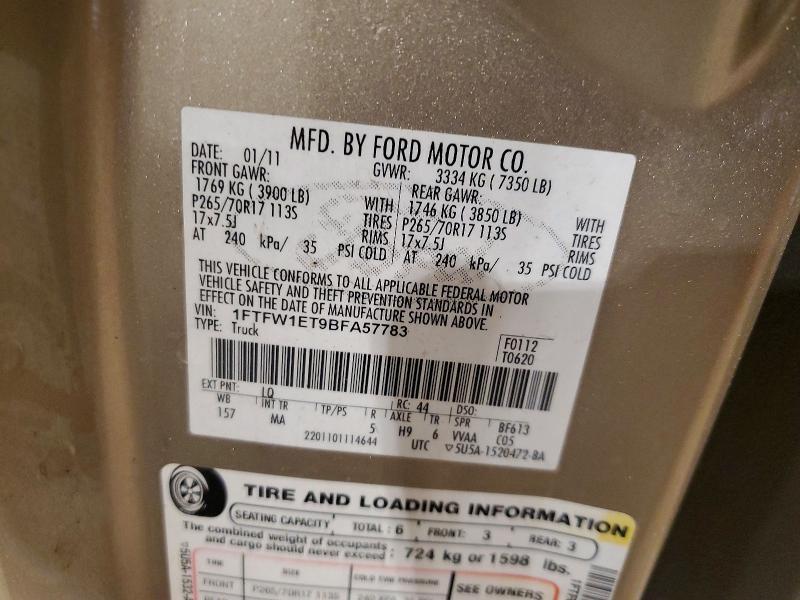 MFD. BY FORD MOTOR CO.
DATE: 01/11 GVWR: 3334 KG ( 7350 LB)
FRONT GAWR: REAR GAWR:
1769 KG ( 3900 LB) WITH 1746 KG ( 3850 LB) WITH
P265/70R17 113S TIRES P265/70R17 113S TIRES
17x7.5J RIMS 17x7.5J RIMS
AT 240 kPa/ 35 PSI COLD AT 240 kPa/ 35 PSI COLD
THIS VEHICLE CONFORMS TO ALL APPLICABLE FEDERAL MOTOR
VEHICLE SAFETY AND THEFT PREVENTION STANDARDS IN
EFFECT ON THE DATE OF MANUFACTURE SHOWN ABOVE.
VIN: 1FTFW1ET9BFA57783
TYPE: Truck
F0112
T0620
EXT PNT: LQ RC: 44 DSO:
WB INT TR TP/PS R AXLE TR SPR BF613
157 MA 5 H9 6 VVAA C05
2201101114644 UTC ▽5U5A-1520472-BA
TIRE AND LOADING INFORMATION
SEATING CAPACITY TOTAL : 6 FRONT: 3 REAR: 3
The combined weight of occupants
and cargo should never exceed : 724 kg or 1598 lbs.
TIRE SIZE COLD TIRE PRESSURE SEE OWNERS
FRONT P265/70R17 113S